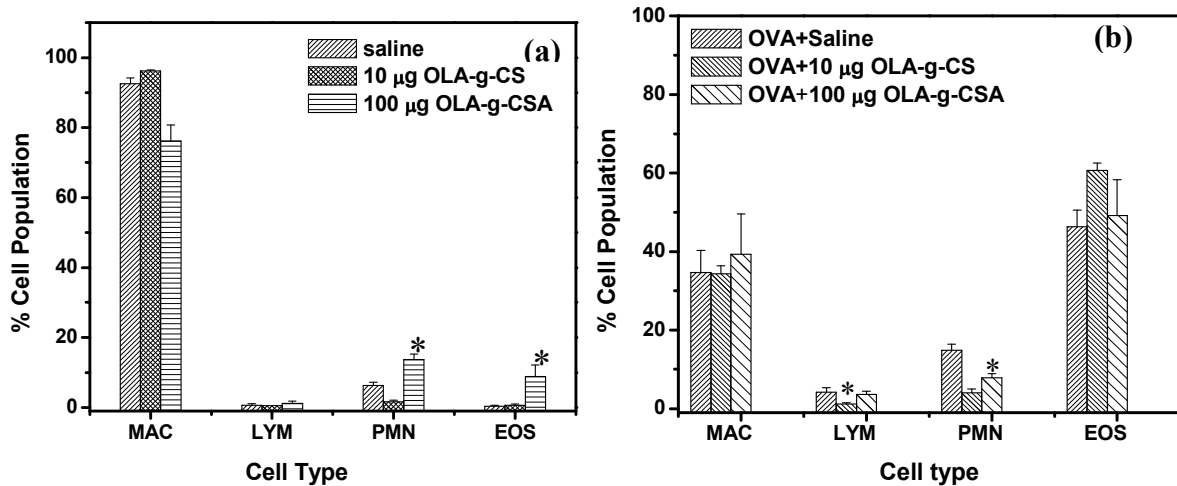 (a)
saline
10 μg OLA-g-CS
100 μg OLA-g-CSA
% Cell Population
100
80
60
40
20
0
*
*
MAC LYM PMN EOS
Cell Type
(b)
OVA+Saline
OVA+10 μg OLA-g-CS
OVA+100 μg OLA-g-CSA
% Cell Population
100
80
60
40
20
0
*
*
MAC LYM PMN EOS
Cell type